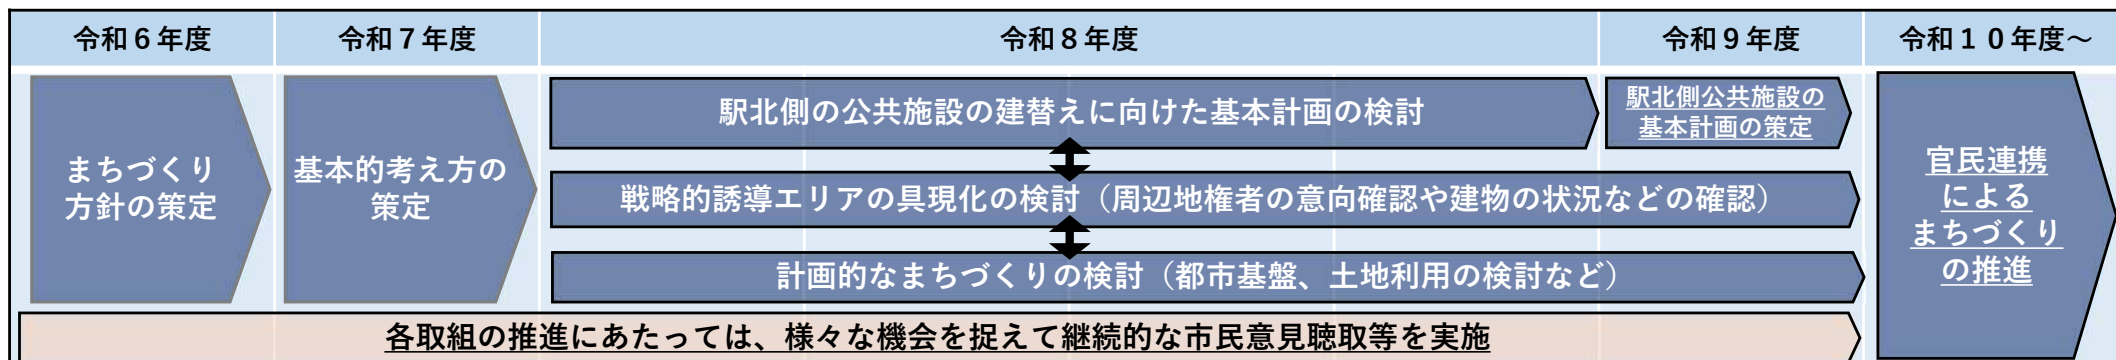 令和６年度
令和７年度
令和８年度
令和９年度
令和１０年度～
まちづくり
方針の策定
基本的考え方の
策定
駅北側の公共施設の建替えに向けた基本計画の検討
駅北側公共施設の
基本計画の策定
戦略的誘導エリアの具現化の検討（周辺地権者の意向確認や建物の状況などの確認）
計画的なまちづくりの検討（都市基盤、土地利用の検討など）
官民連携
による
まちづくり
の推進
各取組の推進にあたっては、様々な機会を捉えて継続的な市民意見聴取等を実施